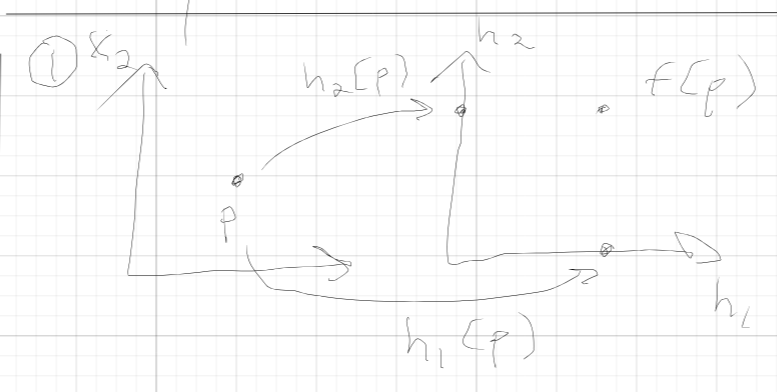 ① x₂
h₂
h₂(p)
f(p)
p
h₁
h₁(p)